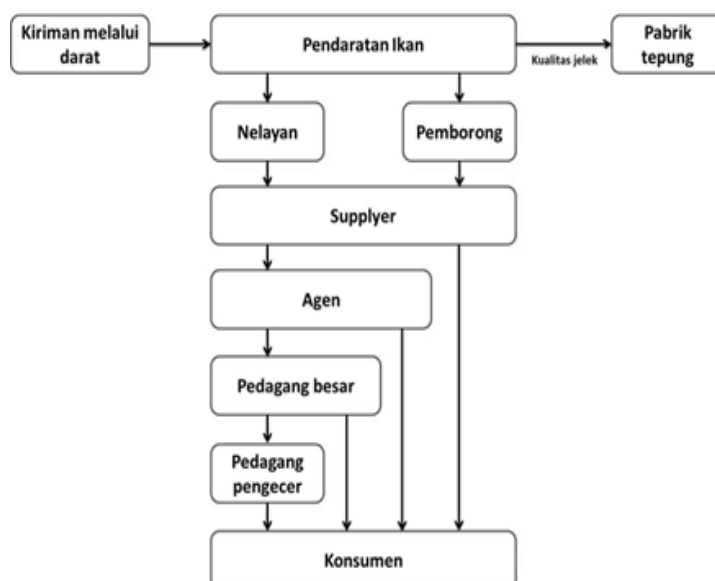 Kiriman melalui
darat
Pendaratan Ikan
Kualitas jelek
Pabrik
tepung
Nelayan
Pemborong
Supplyer
Agen
Pedagang besar
Pedagang
pengecer
Konsumen